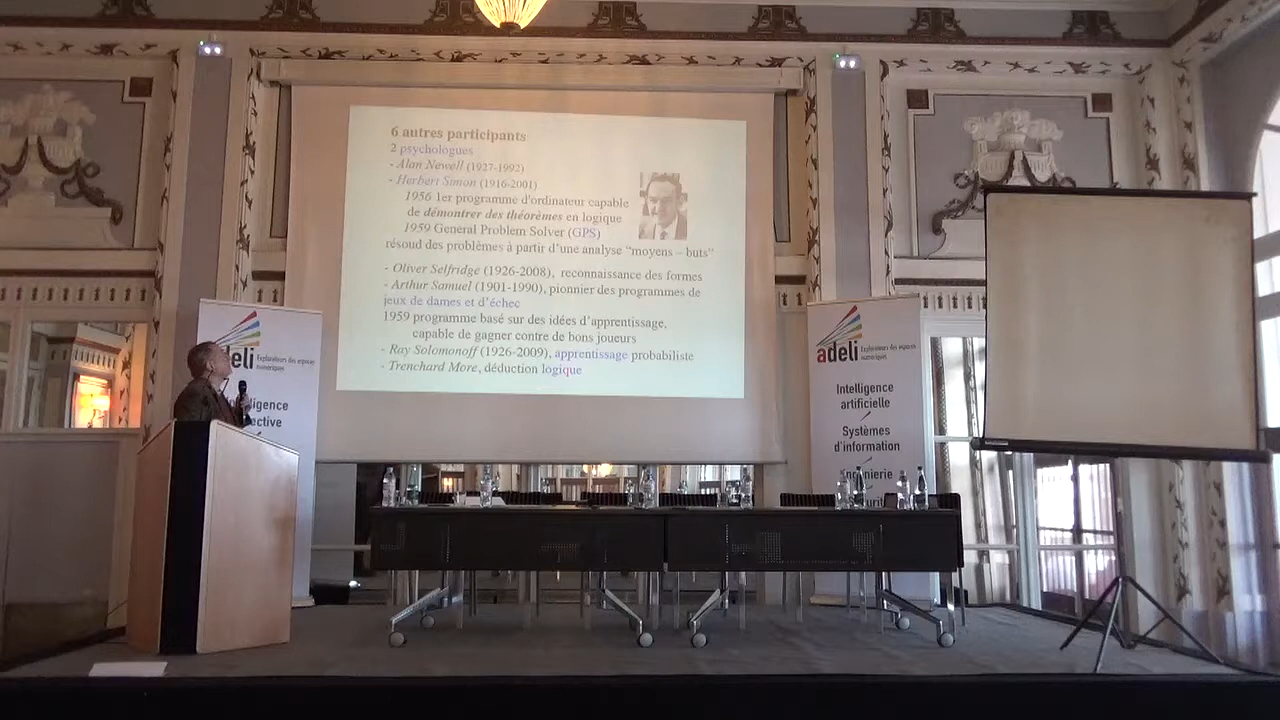 6 autres participants
2 psychologues
- Alan Newell (1927-1992)
- Herbert Simon (1916-2001)
1956 1er programme d'ordinateur capable
de démontrer des théorèmes en logique
1959 General Problem Solver (GPS)
résoud des problèmes à partir d'une analyse “moyens – buts”
- Oliver Selfridge (1926-2008), reconnaissance des formes
- Arthur Samuel (1901-1990), pionnier des programmes de
jeux de dames et d'échec
1959 programme basé sur des idées d'apprentissage,
capable de gagner contre de bons joueurs
- Ray Solomonoff (1926-2009), apprentissage probabiliste
- Trenchard More, déduction logique
deli
Explorateurs des espaces
numériques
lligence
ective
adeli
Explorateurs des espaces
numériques
Intelligence
artificielle
Systèmes
d'information
Ingénierie